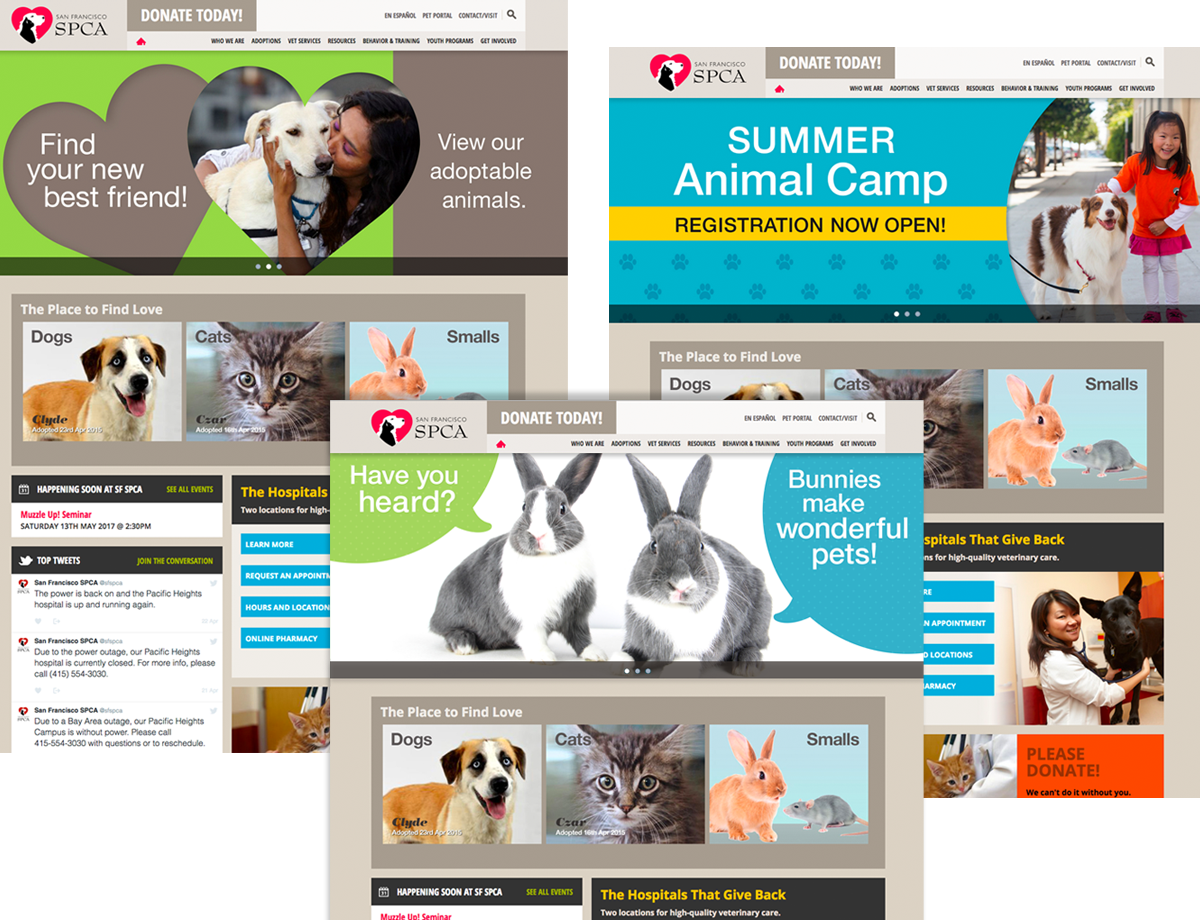 SAN FRANCISCO
SPCA
DONATE TODAY!
EN ESPAÑOL PET PORTAL CONTACT/VISIT
WHO WE ARE ADOPTIONS VET SERVICES RESOURCES BEHAVIOR & TRAINING YOUTH PROGRAMS GET INVOLVED
Find
your new
best friend!
View our
adoptable
animals.
The Place to Find Love
Dogs
Cats
Smalls
Clyde
Adopted 23rd Apr 2015
Czar
Adopted 16th Apr 2015
31 HAPPENING SOON AT SF SPCA SEE ALL EVENTS
Muzzle Up! Seminar
SATURDAY 13TH MAY 2017 @ 2:30PM
TOP TWEETS JOIN THE CONVERSATION
San Francisco SPCA @sfspca
The power is back on and the Pacific Heights
hospital is up and running again.
San Francisco SPCA @sfspca
Due to the power outage, our Pacific Heights
hospital is currently closed. For more info, please
call (415) 554-3030.
21 Apr
San Francisco SPCA @sfspca
Due to a Bay Area outage, our Pacific Heights
Campus is without power. Please call
415-554-3030 with questions or to reschedule.
The Hospitals
Two locations for high-
LEARN MORE
REQUEST AN APPOINTM
HOURS AND LOCATION
ONLINE PHARMACY
SAN FRANCISCO
SPCA
DONATE TODAY!
EN ESPAÑOL PET PORTAL CONTACT/VISIT
WHO WE ARE ADOPTIONS VET SERVICES RESOURCES BEHAVIOR & TRAINING YOUTH PROGRAMS GET INVOLVED
SUMMER
Animal Camp
REGISTRATION NOW OPEN!
The Place to Find Love
Dogs
Cats
Smalls
spitals That Give Back
ns for high-quality veterinary care.
RE
N APPOINTMENT
D LOCATIONS
ARMACY
PLEASE
DONATE!
We can't do it without you.
SAN FRANCISCO
SPCA
DONATE TODAY!
EN ESPAÑOL PET PORTAL CONTACT/VISIT
WHO WE ARE ADOPTIONS VET SERVICES RESOURCES BEHAVIOR & TRAINING YOUTH PROGRAMS GET INVOLVED
Have you
heard?
Bunnies
make
wonderful
pets!
The Place to Find Love
Dogs
Cats
Smalls
Clyde
Adopted 23rd Apr 2015
Czar
Adopted 16th Apr 2015
31 HAPPENING SOON AT SF SPCA SEE ALL EVENTS
Muzzle Up! Seminar
The Hospitals That Give Back
Two locations for high-quality veterinary care.